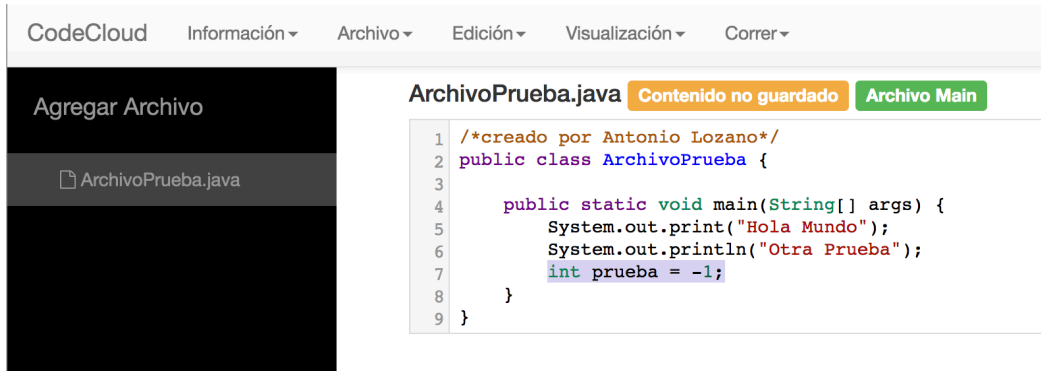 CodeCloud Información Archivo Edición Visualización Correr
Agregar Archivo
ArchivoPrueba.java
ArchivoPrueba.java Contenido no guardado Archivo Main
1 /*creado por Antonio Lozano*/
2 public class ArchivoPrueba {
3
4     public static void main(String[] args) {
5         System.out.print("Hola Mundo");
6         System.out.println("Otra Prueba");
7         int prueba = -1;
8     }
9 }